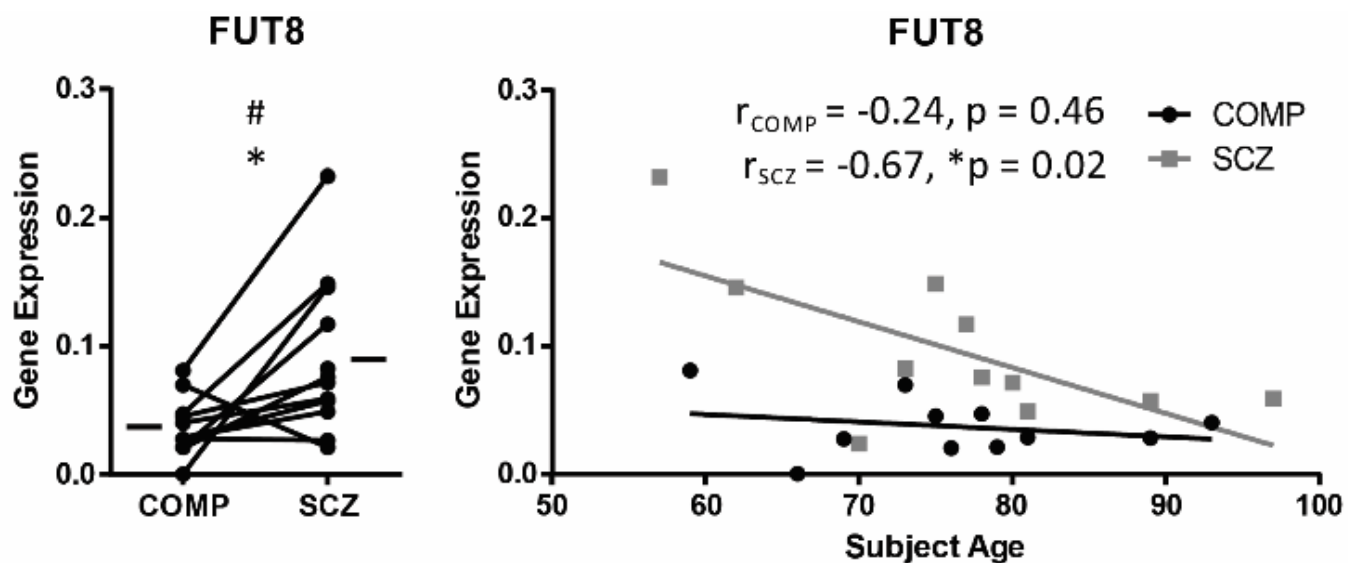 FUT8
0.3
0.2
0.1
0.0
Gene Expression
#
*
COMP
SCZ
FUT8
0.3
0.2
0.1
0.0
Gene Expression
r_COMP = -0.24, p = 0.46
r_SCZ = -0.67, *p = 0.02
COMP
SCZ
50 60 70 80 90 100
Subject Age